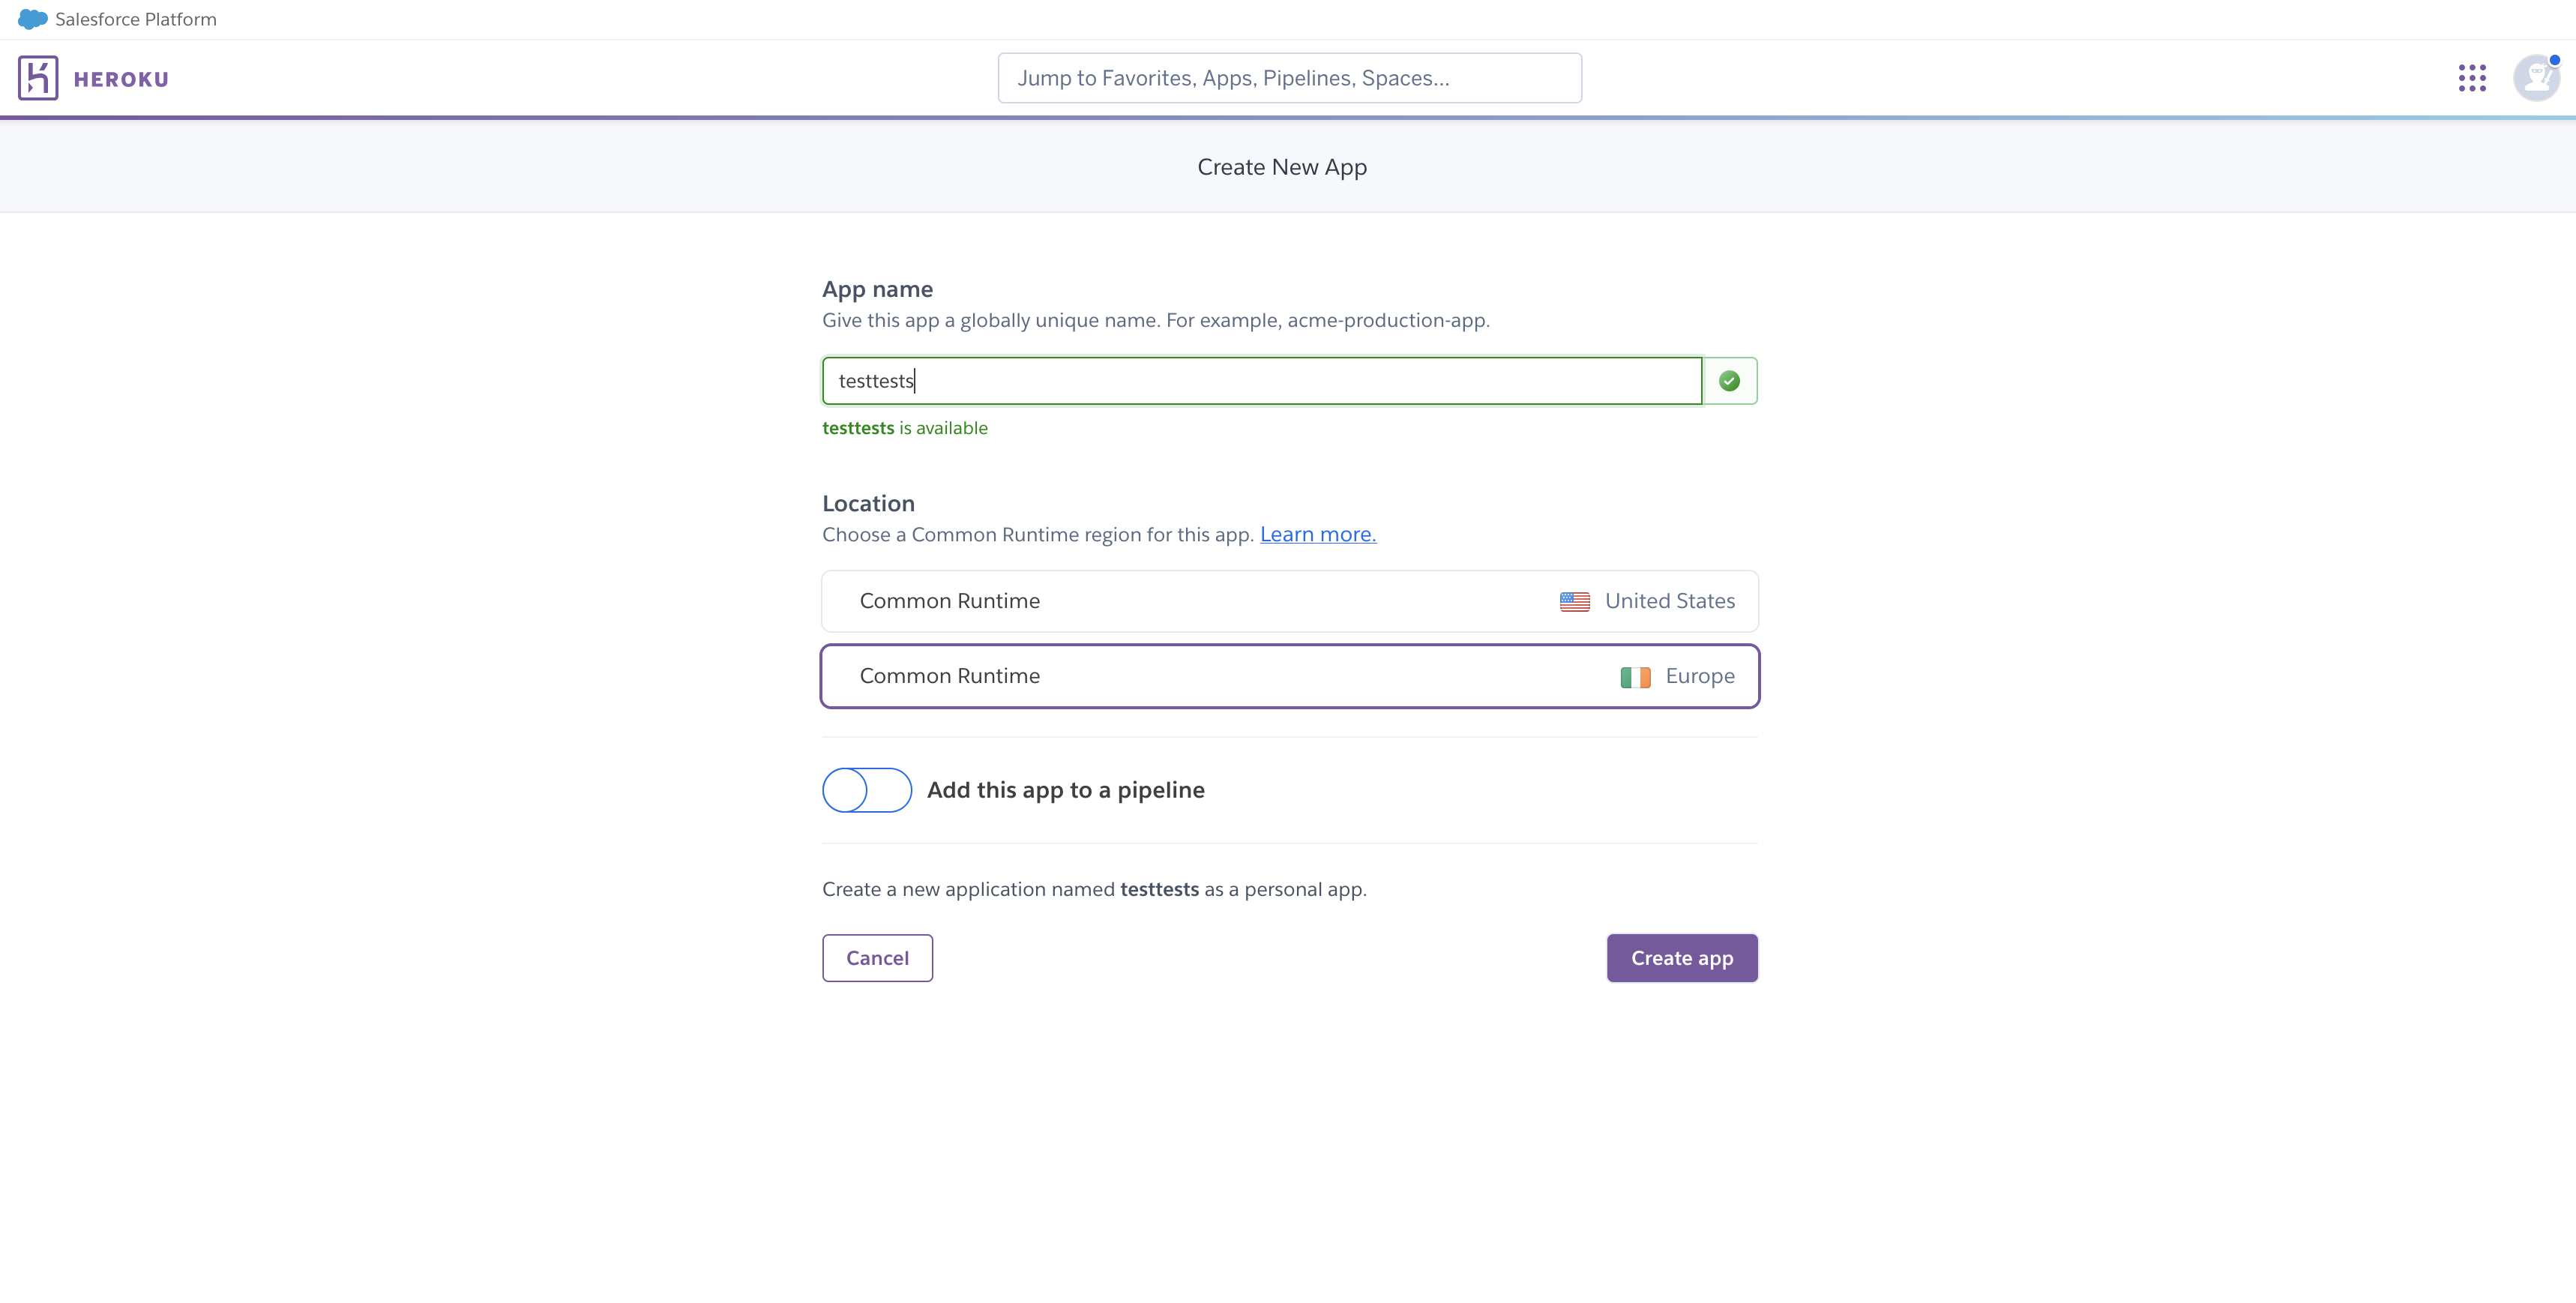 Salesforce Platform
HEROKU
Jump to Favorites, Apps, Pipelines, Spaces...
Create New App
App name
Give this app a globally unique name. For example, acme-production-app.
testtests
testtests is available
Location
Choose a Common Runtime region for this app. Learn more.
Common Runtime United States
Common Runtime Europe
Add this app to a pipeline
Create a new application named testtests as a personal app.
Cancel Create app